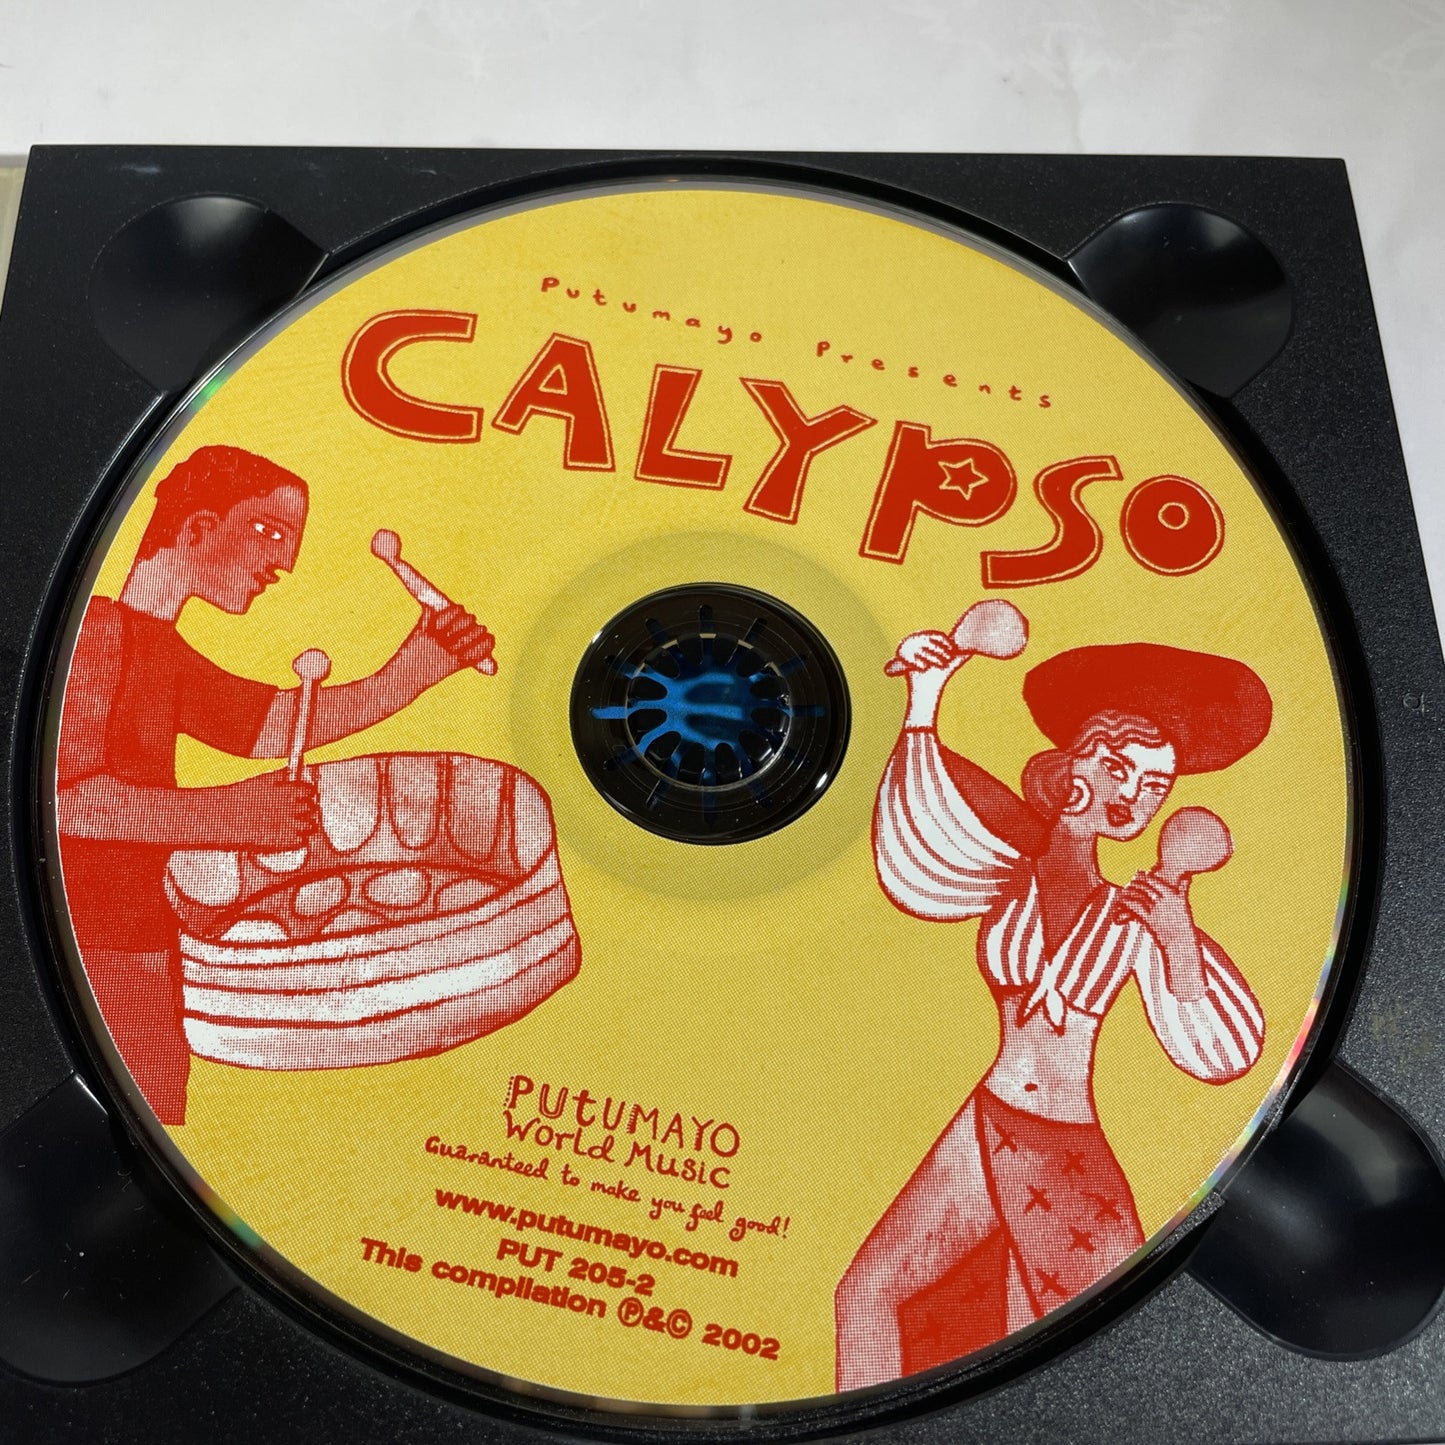 Putumayo Presents
CALYPSO
PUTUMAYO
World Music
Guaranteed to make you feel good!
www.putumayo.com
PUT 205-2
This compilation ℗&© 2002